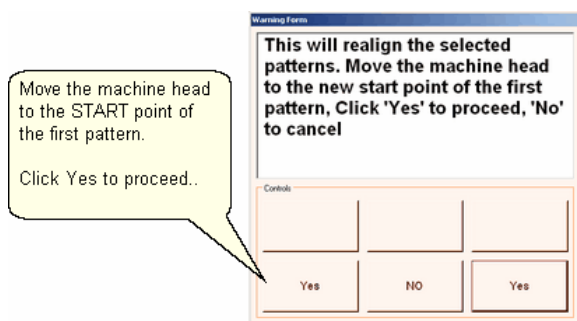 Warning Form
This will realign the selected
patterns. Move the machine head
to the new start point of the first
pattern, Click 'Yes' to proceed, 'No'
to cancel
Move the machine head
to the START point of
the first pattern.
Click Yes to proceed..
Controls
Yes
NO
Yes